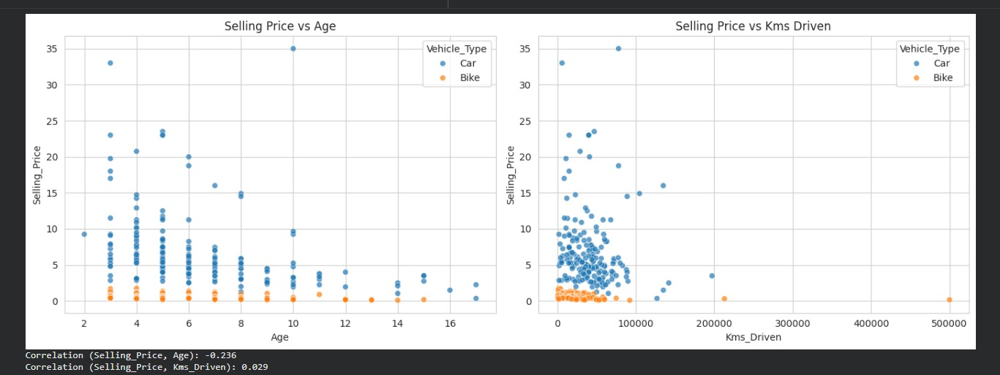 Selling Price vs Age
Selling_Price
35
30
25
20
15
10
5
0
Vehicle_Type
Car
Bike
2 4 6 8 10 12 14 16
Age
Selling Price vs Kms Driven
Selling_Price
35
30
25
20
15
10
5
0
Vehicle_Type
Car
Bike
0 100000 200000 300000 400000 500000
Kms_Driven
Correlation (Selling_Price, Age): -0.236
Correlation (Selling_Price, Kms_Driven): 0.029